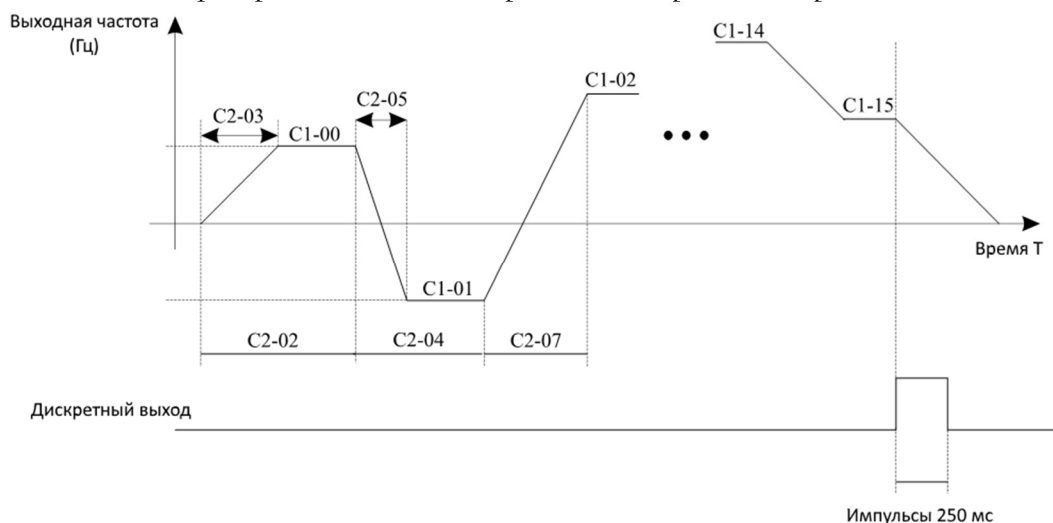 Выходная частота
(Гц)
C1-14
C1-02
C2-05
C2-03
C1-15
C1-00
Время T
C1-01
C2-02
C2-04
C2-07
Дискретный выход
Импульсы 250 мс